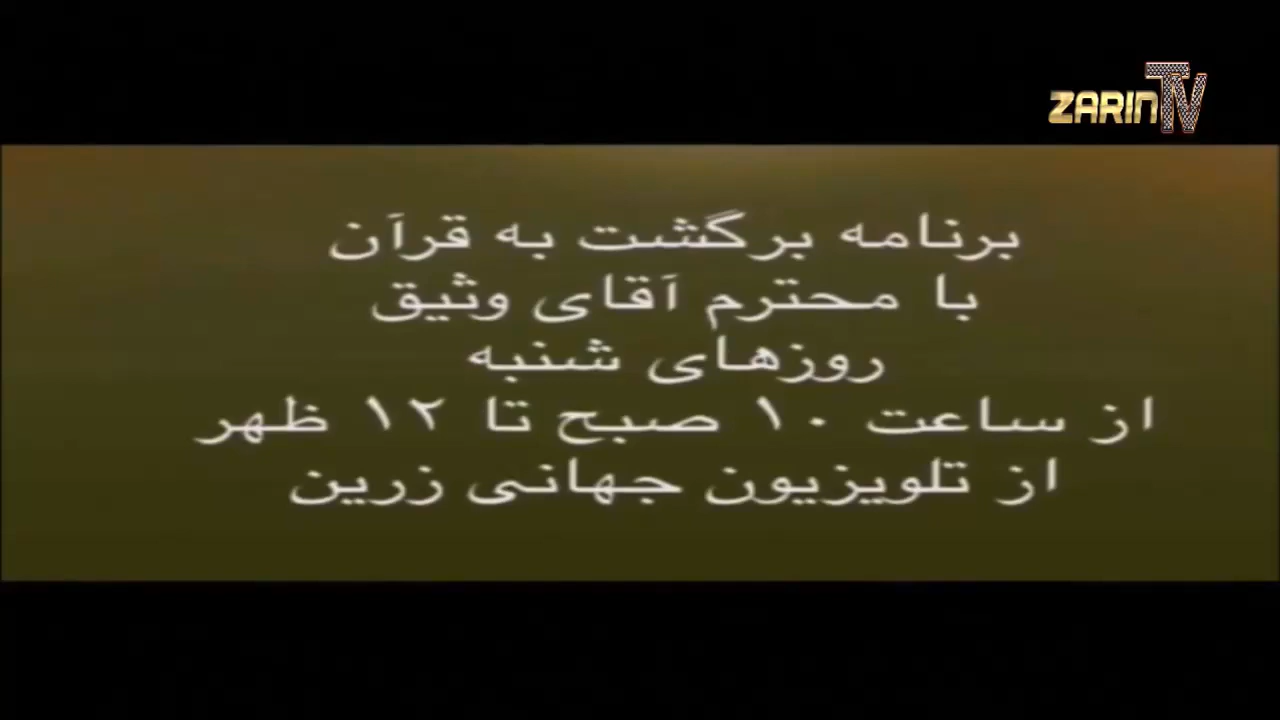 ZARIN TV
برنامه برگشت به قرآن
با محترم آقای وثیق
روزهای شنبه
از ساعت ۱۰ صبح تا ۱۲ ظهر
از تلویزیون جهانی زرین